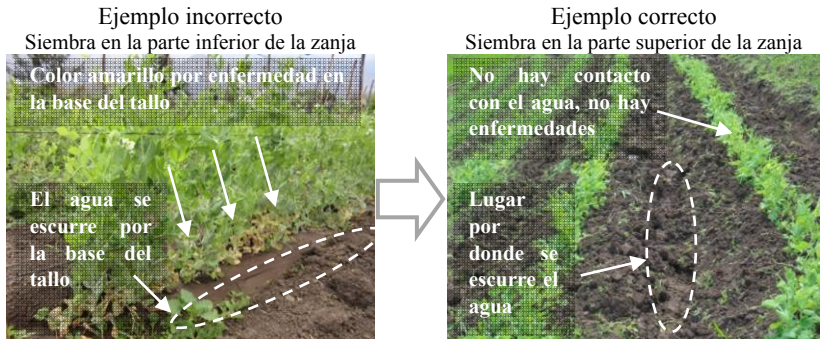 Ejemplo incorrecto
Siembra en la parte inferior de la zanja
Color amarillo por enfermedad en
la base del tallo
El agua se
escurre por
la base del
tallo
Ejemplo correcto
Siembra en la parte superior de la zanja
No hay contacto
con el agua, no hay
enfermedades
Lugar
por
donde se
escurre el
agua